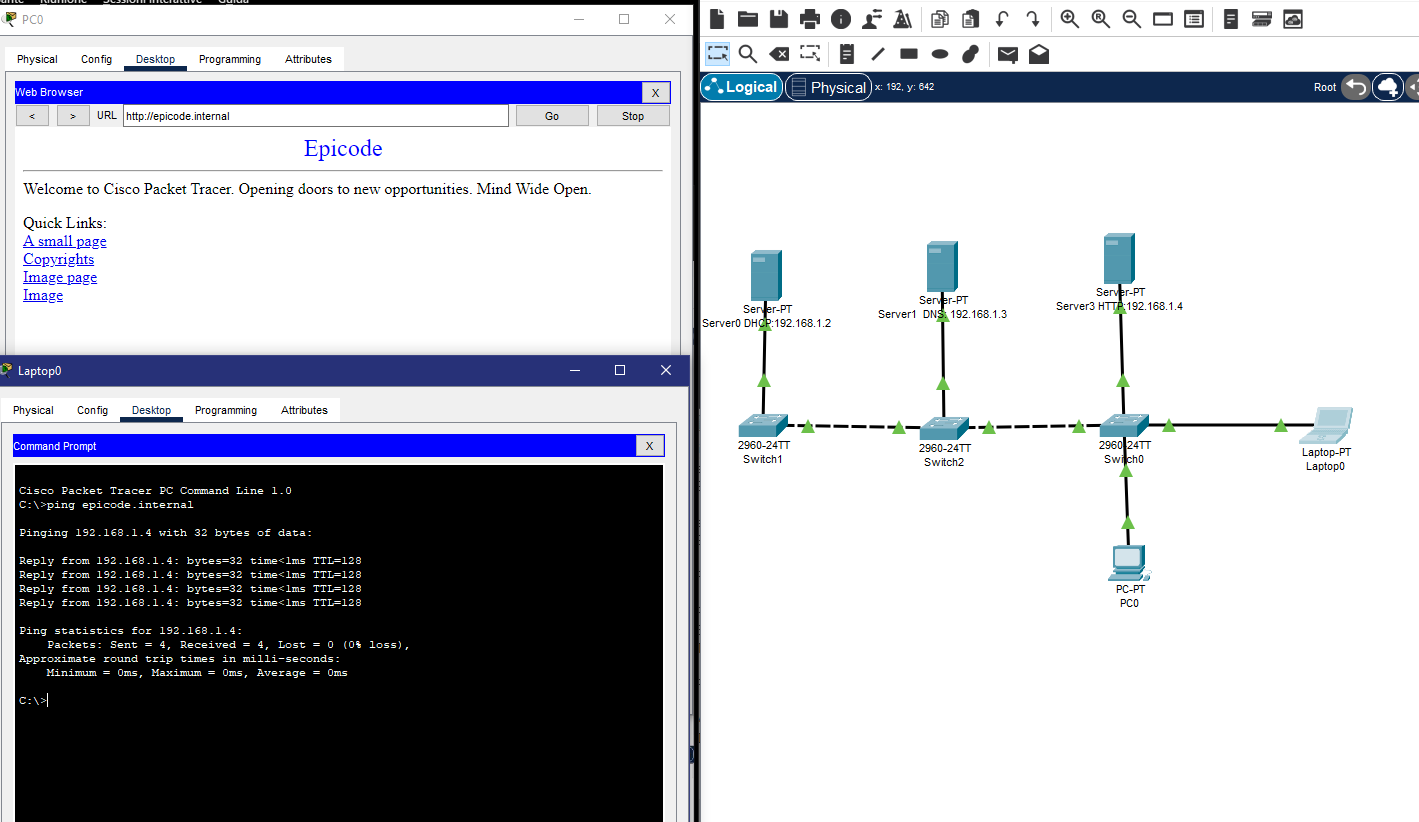 Riunione Sessioni interattive Guida
PC0
Physical Config Desktop Programming Attributes
Web Browser X
< > URL http://epicode.internal Go Stop
Epicode
Welcome to Cisco Packet Tracer. Opening doors to new opportunities. Mind Wide Open.
Quick Links:
A small page
Copyrights
Image page
Image
Laptop0
Physical Config Desktop Programming Attributes
Command Prompt X
Cisco Packet Tracer PC Command Line 1.0
C:\>ping epicode.internal
Pinging 192.168.1.4 with 32 bytes of data:
Reply from 192.168.1.4: bytes=32 time<1ms TTL=128
Reply from 192.168.1.4: bytes=32 time<1ms TTL=128
Reply from 192.168.1.4: bytes=32 time<1ms TTL=128
Reply from 192.168.1.4: bytes=32 time<1ms TTL=128
Ping statistics for 192.168.1.4:
Packets: Sent = 4, Received = 4, Lost = 0 (0% loss),
Approximate round trip times in milli-seconds:
Minimum = 0ms, Maximum = 0ms, Average = 0ms
C:\>
Logical Physical x: 192, y: 642 Root
Server-PT
Server0 DHCP:192.168.1.2
Server-PT
Server1 DNS: 192.168.1.3
Server-PT
Server3 HTTP:192.168.1.4
2960-24TT
Switch1
2960-24TT
Switch2
2960-24TT
Switch0
Laptop-PT
Laptop0
PC-PT
PC0